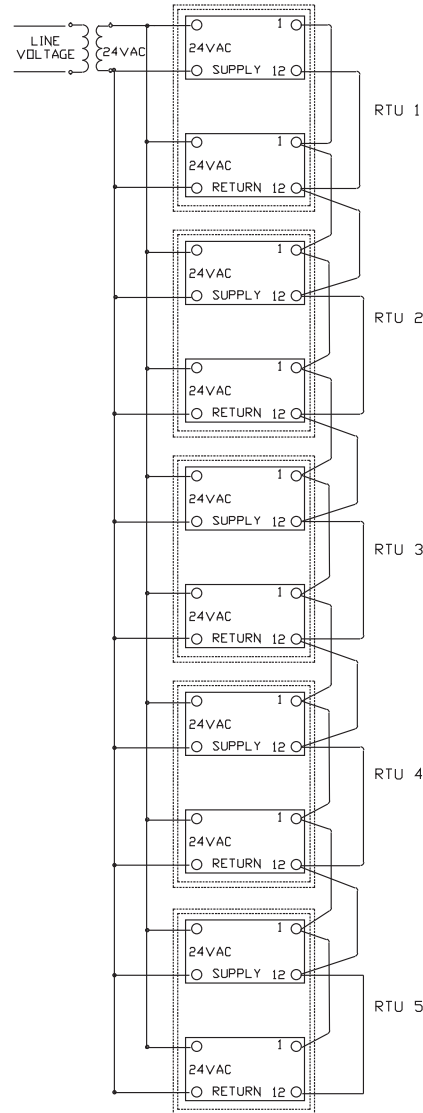 LINE
VOLTAGE
24VAC
1
24VAC
SUPPLY 12
RTU 1
1
24VAC
RETURN 12
1
24VAC
SUPPLY 12
RTU 2
1
24VAC
RETURN 12
1
24VAC
SUPPLY 12
RTU 3
1
24VAC
RETURN 12
1
24VAC
SUPPLY 12
RTU 4
1
24VAC
RETURN 12
1
24VAC
SUPPLY 12
RTU 5
1
24VAC
RETURN 12